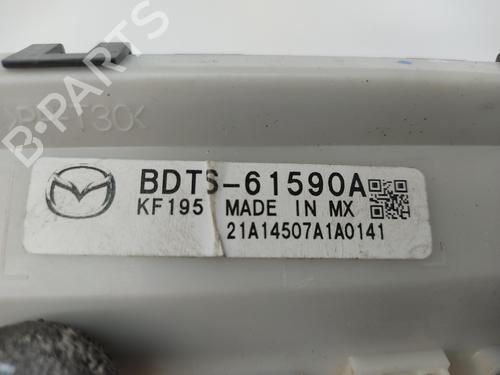 B-PARTS
BDTS-61590A
KF195 MADE IN MX
21A14507A1A0141